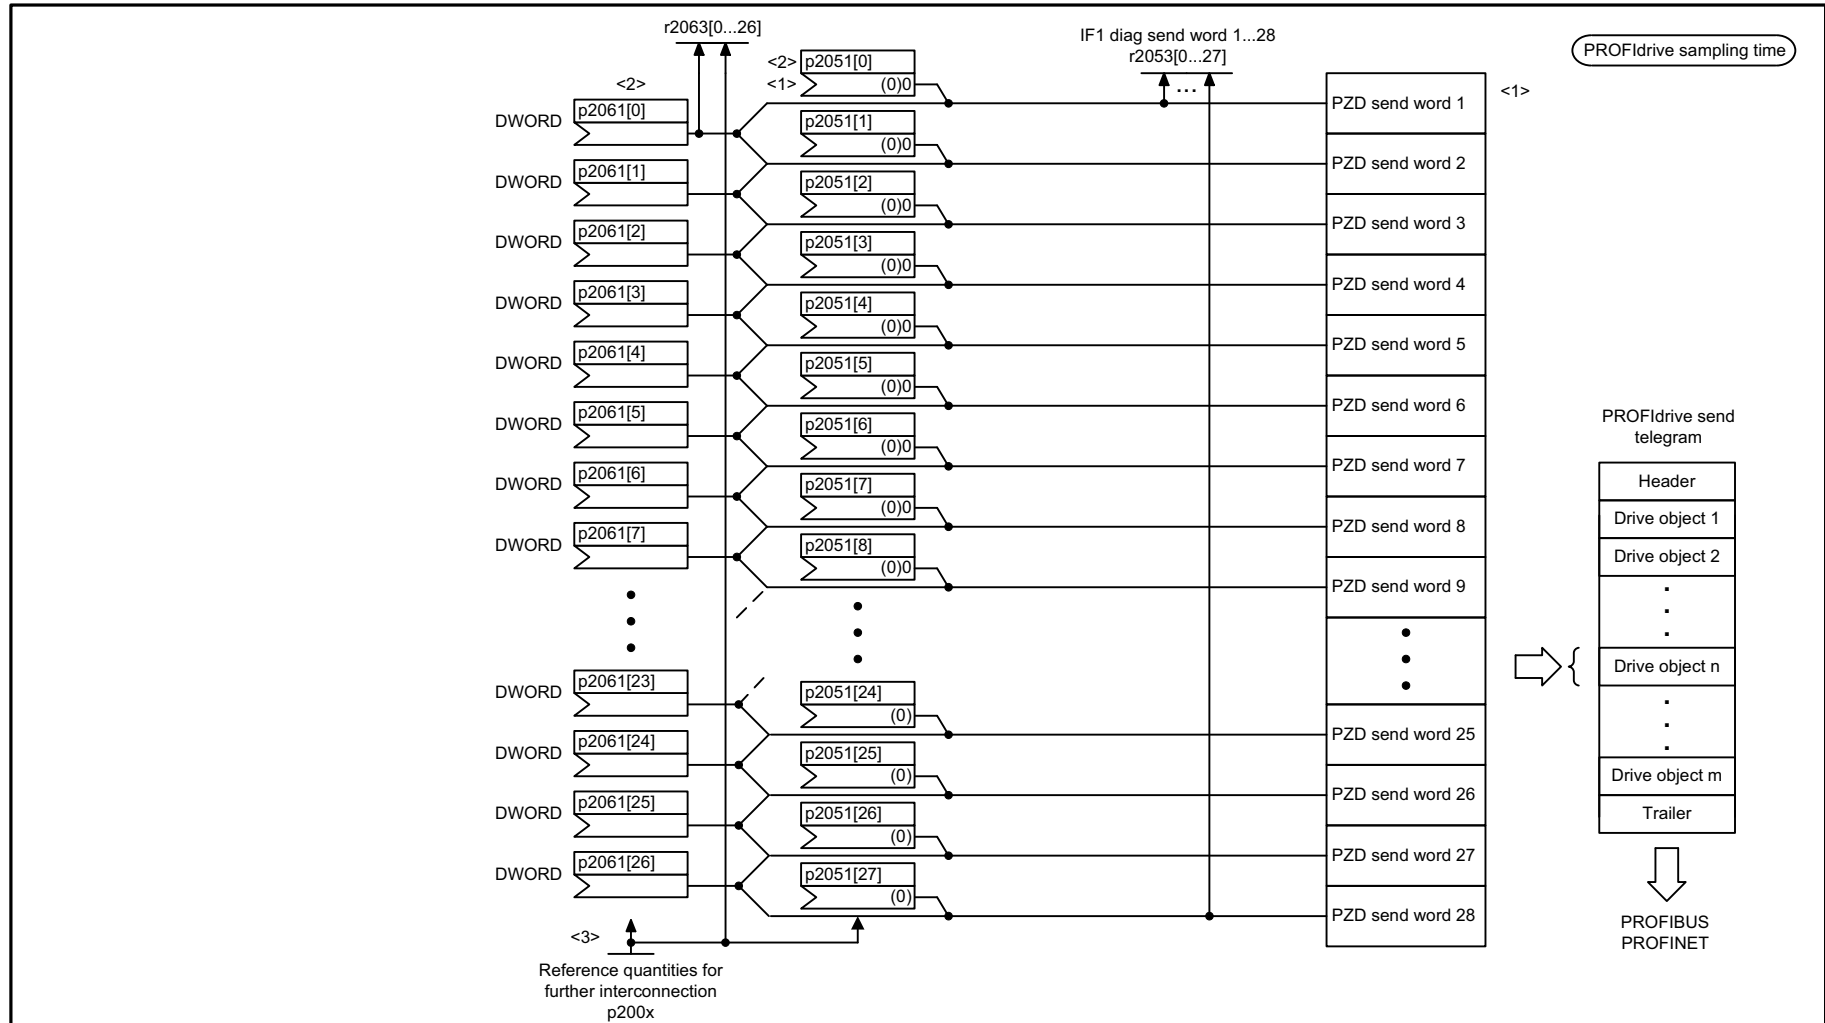 r2063[0...26]
IF1 diag send word 1...28
r2053[0...27]
PROFIdrive sampling time
<2>
<2>
<1>
p2051[0]
(0)0
...
<1>
DWORD
p2061[0]
PZD send word 1
p2051[1]
(0)0
PZD send word 2
DWORD
p2061[1]
p2051[2]
(0)0
PZD send word 3
DWORD
p2061[2]
p2051[3]
(0)0
PZD send word 4
DWORD
p2061[3]
p2051[4]
(0)0
PZD send word 5
DWORD
p2061[4]
p2051[5]
(0)0
PZD send word 6
DWORD
p2061[5]
p2051[6]
(0)0
PZD send word 7
DWORD
p2061[6]
p2051[7]
(0)0
PZD send word 8
DWORD
p2061[7]
p2051[8]
(0)0
PZD send word 9
DWORD
p2061[23]
p2051[24]
(0)
PZD send word 25
DWORD
p2061[24]
p2051[25]
(0)
PZD send word 26
DWORD
p2061[25]
p2051[26]
(0)
PZD send word 27
DWORD
p2061[26]
p2051[27]
(0)
PZD send word 28
<3>
Reference quantities for
further interconnection
p200x
PROFIdrive send
telegram
Header
Drive object 1
Drive object 2
Drive object n
Drive object m
Trailer
PROFIBUS
PROFINET